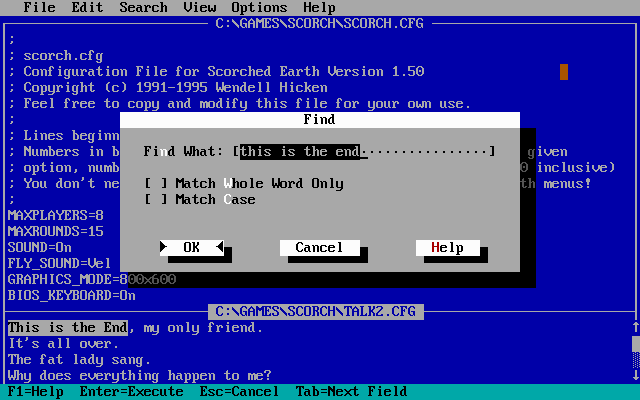 File Edit Search View Options Help
C:\GAMES\SCORCH\SCORCH.CFG
;
; scorch.cfg
; Configuration File for Scorched Earth Version 1.50
; Copyright (c) 1991-1995 Wendell Hicken
; Feel free to copy and modify this file for your own use.
;
; Lines beginn
; Numbers in b given
; option, numb 0 inclusive)
; You don't ne th menus!
;
MAXPLAYERS=8
MAXROUNDS=15
SOUND=On
FLY_SOUND=Vel
GRAPHICS_MODE=800x600
BIOS_KEYBOARD=On
Find
Find What: [this is the end_················]
[ ] Match Whole Word Only
[ ] Match Case
► OK ◄ Cancel Help
C:\GAMES\SCORCH\TALK2.CFG
This is the End, my only friend. ↑
It's all over.
The fat lady sang.
Why does everything happen to me? ↓
F1=Help Enter=Execute Esc=Cancel Tab=Next Field